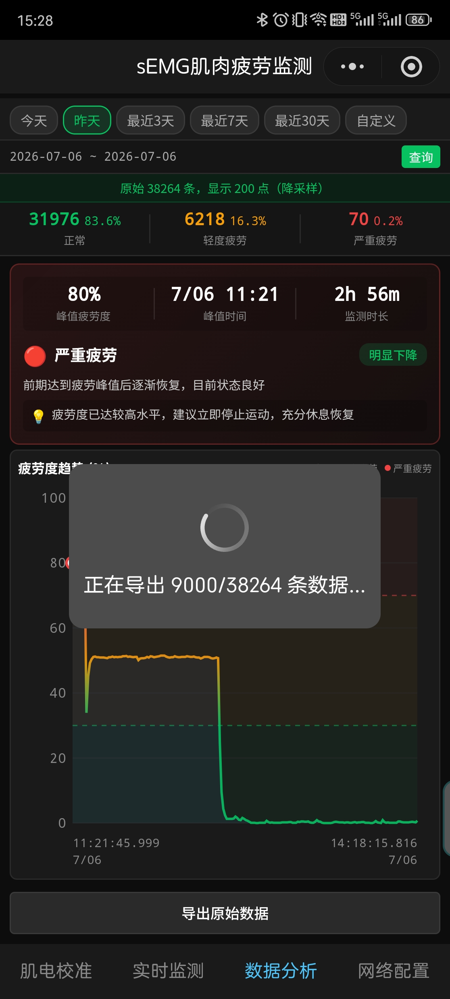 15:28
HD1 HD2 5G 5G 86
sEMG肌肉疲劳监测
今天 昨天 最近3天 最近7天 最近30天 自定义
2026-07-06 ~ 2026-07-06 查询
原始 38264 条，显示 200 点（降采样）
31976 83.6% 6218 16.3% 70 0.2%
正常 轻度疲劳 严重疲劳
80% 7/06 11:21 2h 56m
峰值疲劳度 峰值时间 监测时长
严重疲劳 明显下降
前期达到疲劳峰值后逐渐恢复，目前状态良好
疲劳度已达较高水平，建议立即停止运动，充分休息恢复
疲劳度趋势 (%) 严重疲劳
100
80
正在导出 9000/38264 条数据...
60
40
20
0
11:21:45.999 14:18:15.816
7/06 7/06
导出原始数据
肌电校准 实时监测 数据分析 网络配置